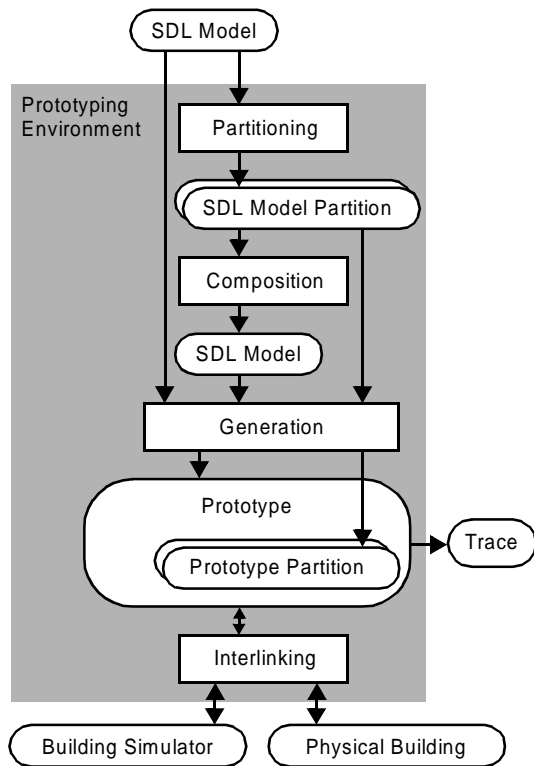 SDL Model
Prototyping
Environment
Partitioning
SDL Model Partition
Composition
SDL Model
Generation
Prototype
Prototype Partition
Trace
Interlinking
Building Simulator
Physical Building